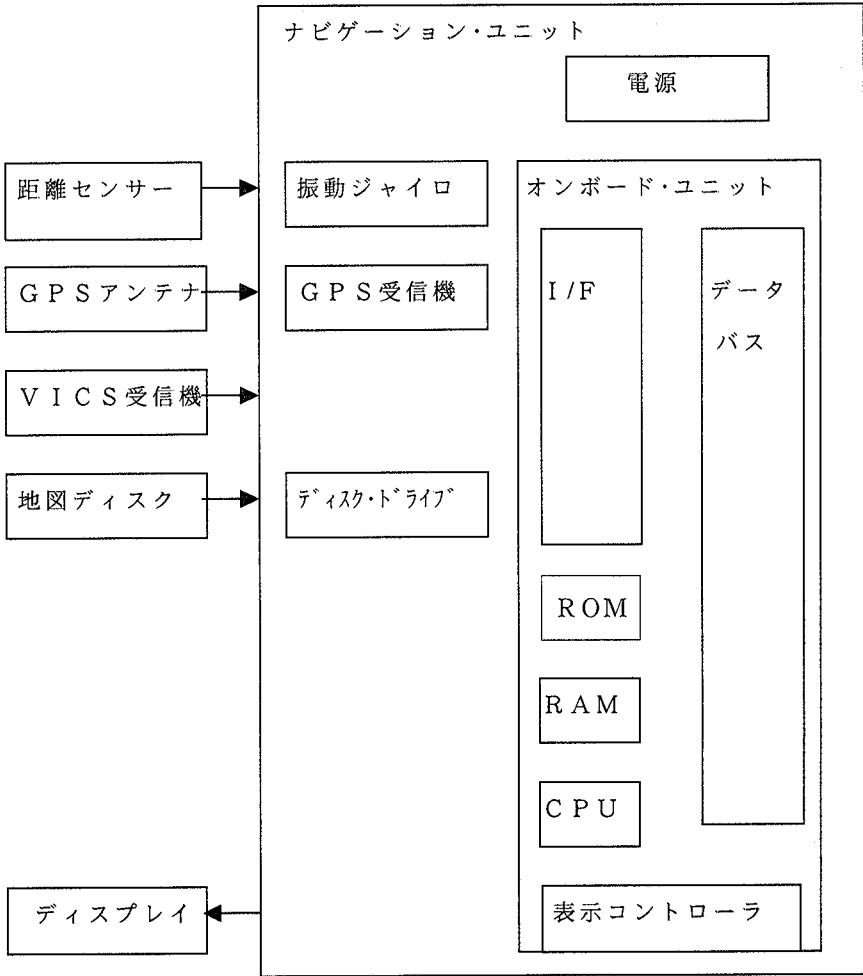 ナビゲーション・ユニット
電源
距離センサー
振動ジャイロ
オンボード・ユニット
GPSアンテナ
GPS受信機
I/F
データ
バス
VICS受信機
地図ディスク
ディスク・ドライブ
ROM
RAM
CPU
ディスプレイ
表示コントローラ